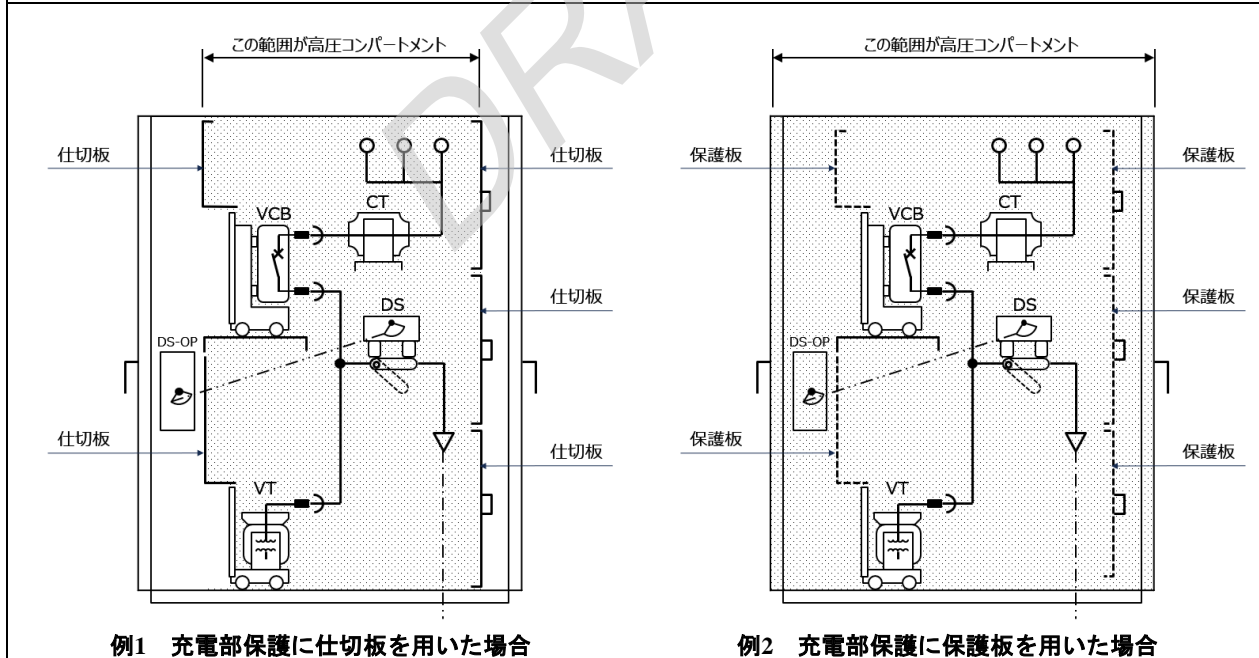 この範囲が高圧コンパートメント
仕切板
仕切板
VCB
CT
仕切板
DS
DS-OP
仕切板
仕切板
VT
例1 充電部保護に仕切板を用いた場合
この範囲が高圧コンパートメント
保護板
保護板
VCB
CT
保護板
DS
DS-OP
保護板
保護板
VT
例2 充電部保護に保護板を用いた場合